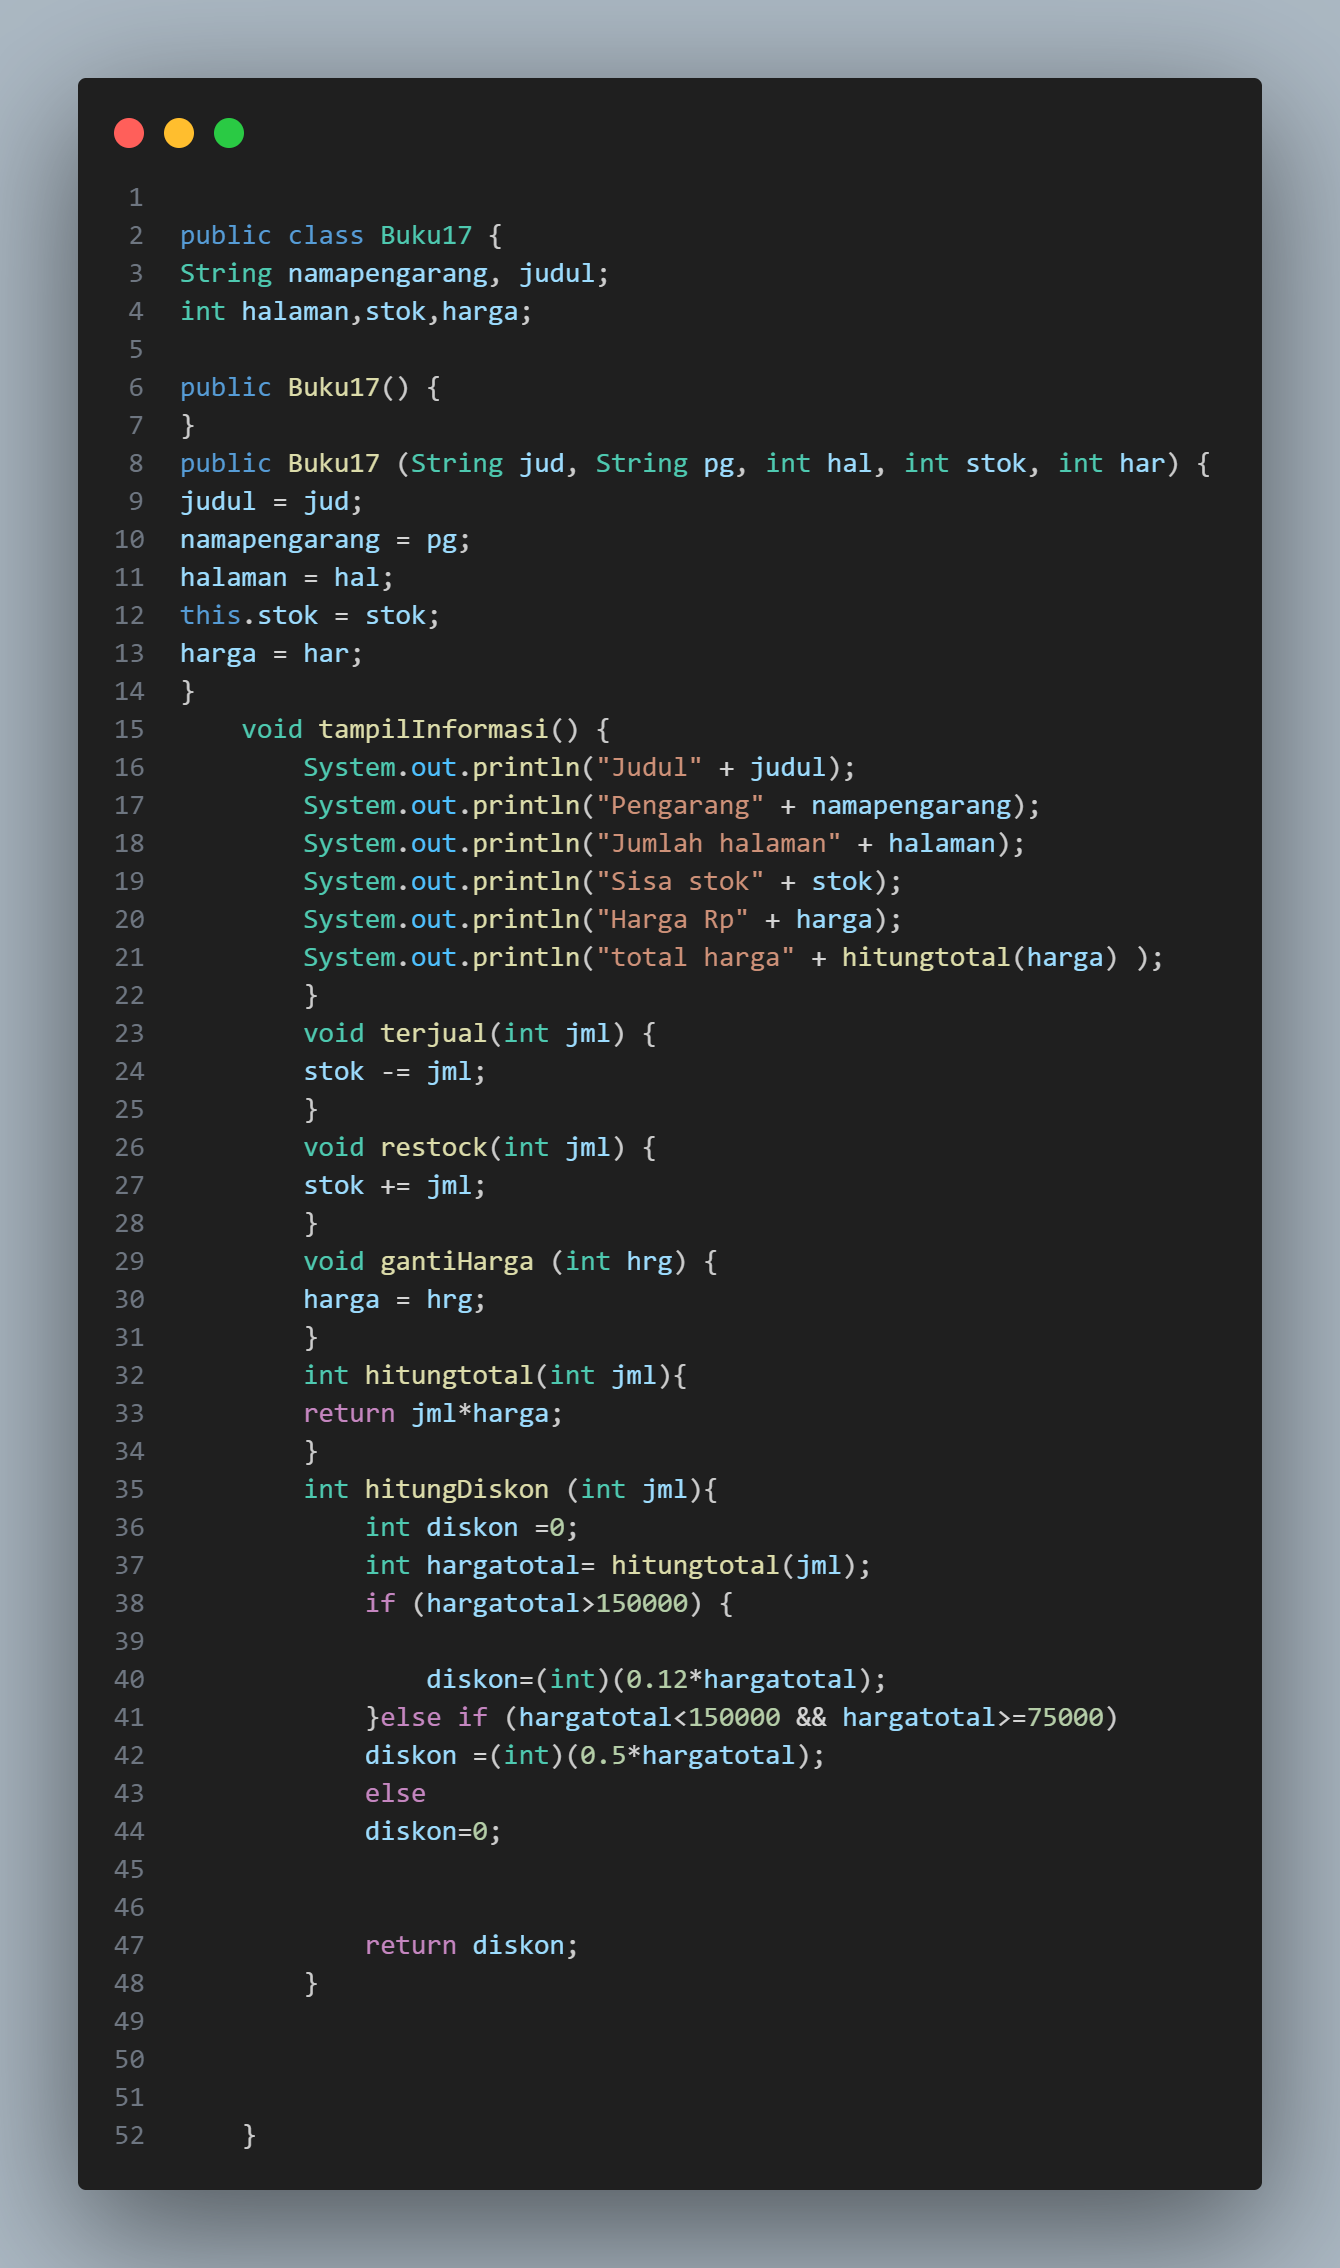 1
2 public class Buku17 {
3 String namapengarang, judul;
4 int halaman,stok,harga;
5
6 public Buku17() {
7 }
8 public Buku17 (String jud, String pg, int hal, int stok, int har) {
9 judul = jud;
10 namapengarang = pg;
11 halaman = hal;
12 this.stok = stok;
13 harga = har;
14 }
15     void tampilInformasi() {
16         System.out.println("Judul" + judul);
17         System.out.println("Pengarang" + namapengarang);
18         System.out.println("Jumlah halaman" + halaman);
19         System.out.println("Sisa stok" + stok);
20         System.out.println("Harga Rp" + harga);
21         System.out.println("total harga" + hitungtotal(harga) );
22         }
23         void terjual(int jml) {
24         stok -= jml;
25         }
26         void restock(int jml) {
27         stok += jml;
28         }
29         void gantiHarga (int hrg) {
30         harga = hrg;
31         }
32         int hitungtotal(int jml){
33         return jml*harga;
34         }
35         int hitungDiskon (int jml){
36             int diskon =0;
37             int hargatotal= hitungtotal(jml);
38             if (hargatotal>150000) {
39
40                 diskon=(int)(0.12*hargatotal);
41             }else if (hargatotal<150000 && hargatotal>=75000)
42             diskon =(int)(0.5*hargatotal);
43             else
44             diskon=0;
45
46
47             return diskon;
48         }
49
50
51
52     }